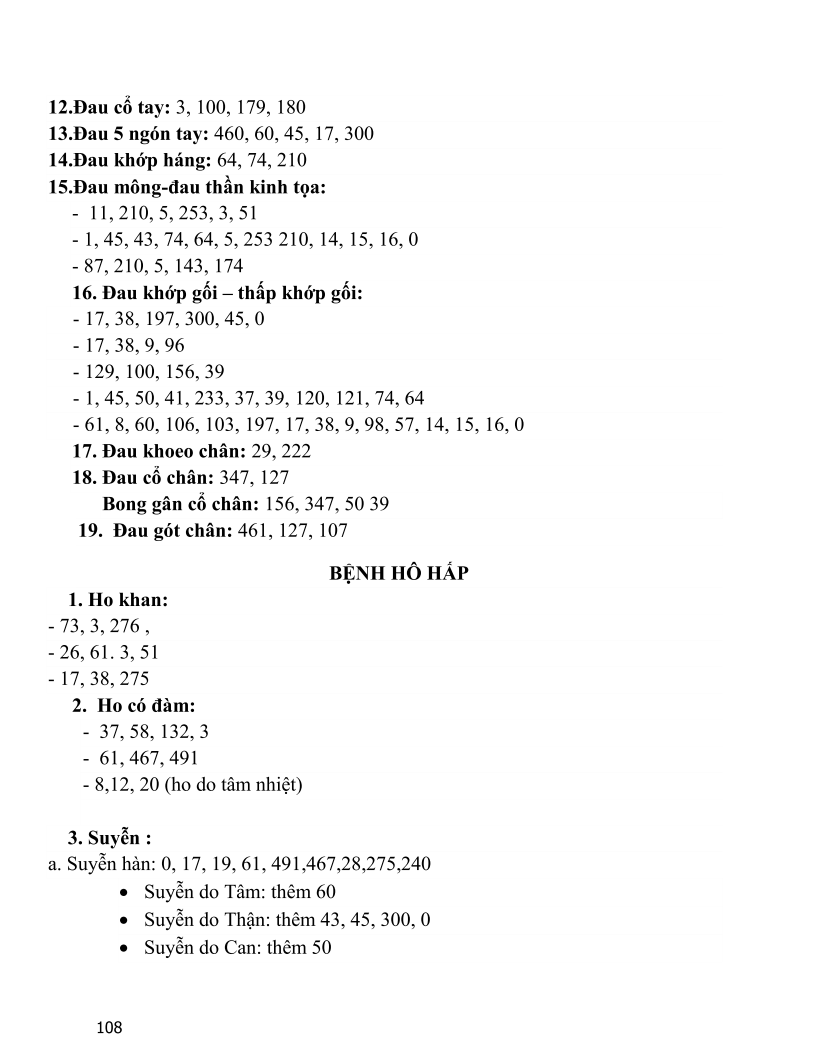 12.Đau cổ tay: 3, 100, 179, 180
13.Đau 5 ngón tay: 460, 60, 45, 17, 300
14.Đau khớp háng: 64, 74, 210
15.Đau mông-đau thần kinh tọa:
- 11, 210, 5, 253, 3, 51
- 1, 45, 43, 74, 64, 5, 253 210, 14, 15, 16, 0
- 87, 210, 5, 143, 174
16. Đau khớp gối – thấp khớp gối:
- 17, 38, 197, 300, 45, 0
- 17, 38, 9, 96
- 129, 100, 156, 39
- 1, 45, 50, 41, 233, 37, 39, 120, 121, 74, 64
- 61, 8, 60, 106, 103, 197, 17, 38, 9, 98, 57, 14, 15, 16, 0
17. Đau khoeo chân: 29, 222
18. Đau cổ chân: 347, 127
Bong gân cổ chân: 156, 347, 50 39
19. Đau gót chân: 461, 127, 107
BỆNH HÔ HẤP
1. Ho khan:
- 73, 3, 276 ,
- 26, 61. 3, 51
- 17, 38, 275
2. Ho có đàm:
- 37, 58, 132, 3
- 61, 467, 491
- 8,12, 20 (ho do tâm nhiệt)
3. Suyễn :
a. Suyễn hàn: 0, 17, 19, 61, 491,467,28,275,240
• Suyễn do Tâm: thêm 60
• Suyễn do Thận: thêm 43, 45, 300, 0
• Suyễn do Can: thêm 50
108